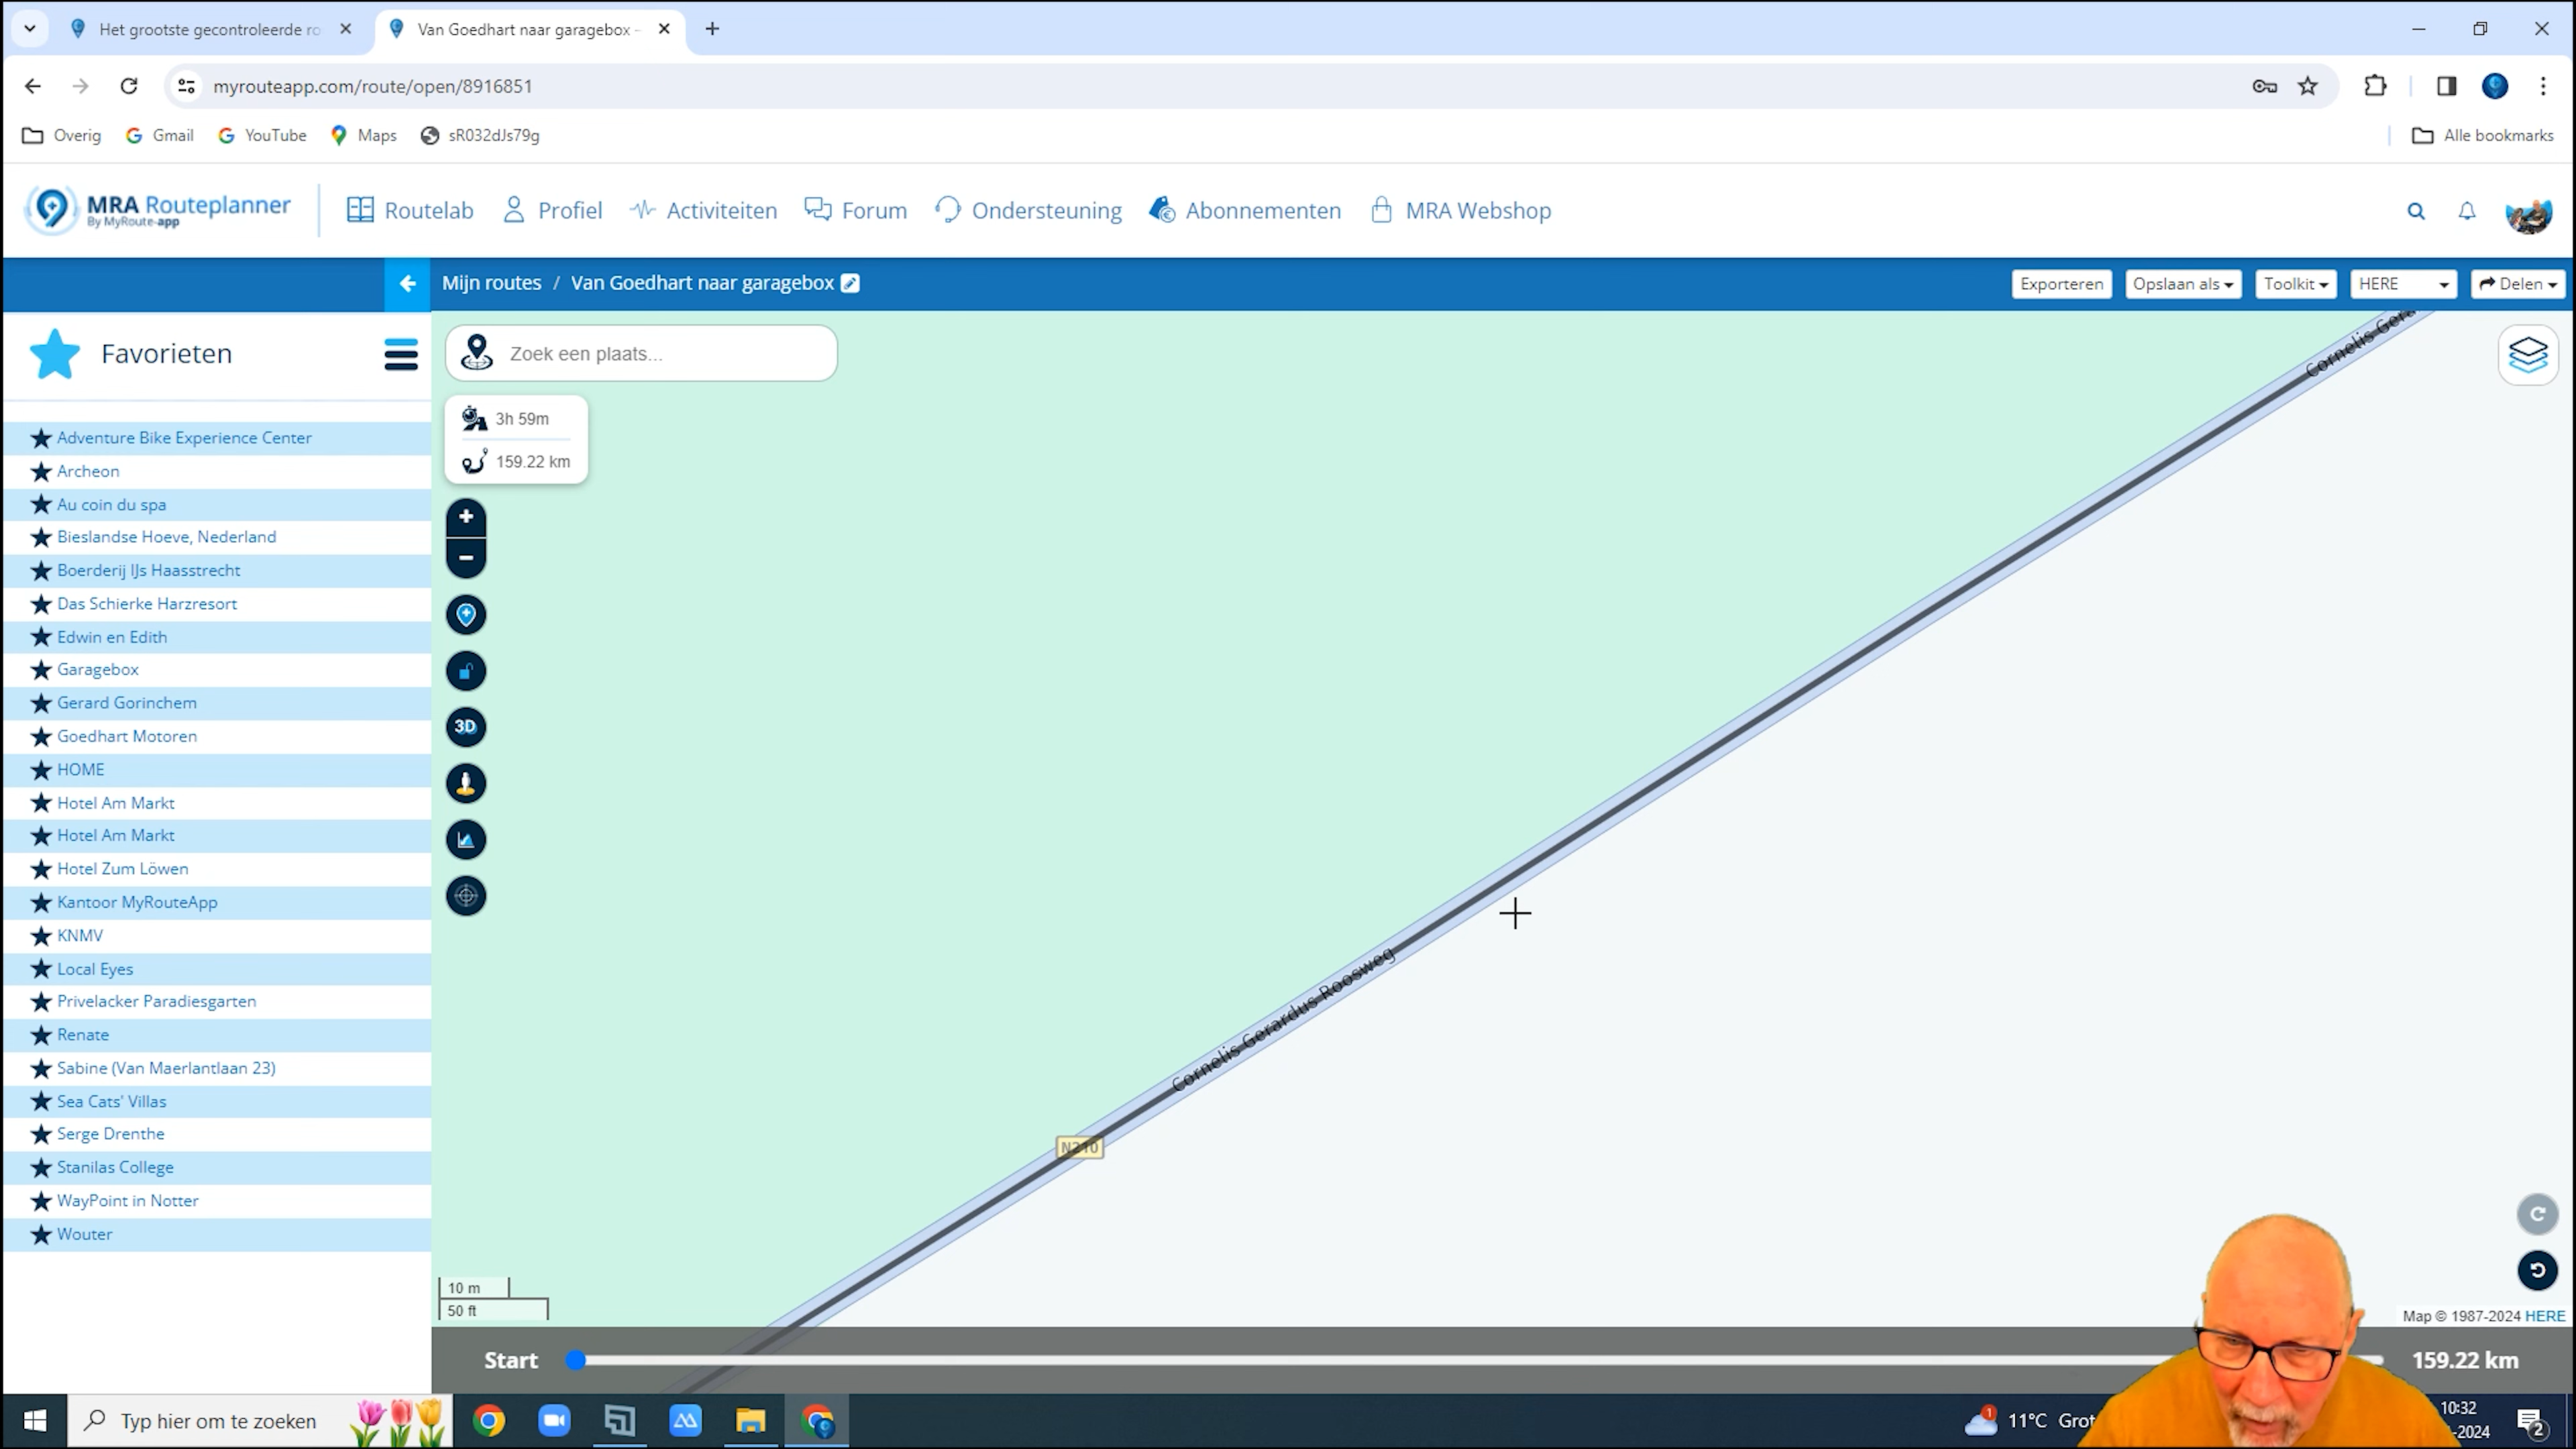 Het grootste gecontroleerde ro
Van Goedhart naar garagebox -
myrouteapp.com/route/open/8916851
Overig
Gmail
YouTube
Maps
sR032dJs79g
Alle bookmarks
MRA Routeplanner
By MyRoute-app
Routelab
Profiel
Activiteiten
Forum
Ondersteuning
Abonnementen
MRA Webshop
Mijn routes / Van Goedhart naar garagebox
Exporteren
Opslaan als
Toolkit
HERE
Delen
Favorieten
Adventure Bike Experience Center
Archeon
Au coin du spa
Bieslandse Hoeve, Nederland
Boerderij IJs Haasstrecht
Das Schierke Harzresort
Edwin en Edith
Garagebox
Gerard Gorinchem
Goedhart Motoren
HOME
Hotel Am Markt
Hotel Am Markt
Hotel Zum Löwen
Kantoor MyRouteApp
KNMV
Local Eyes
Privelacker Paradiesgarten
Renate
Sabine (Van Maerlantlaan 23)
Sea Cats' Villas
Serge Drenthe
Stanilas College
WayPoint in Notter
Wouter
Zoek een plaats...
3h 59m
159.22 km
3D
Cornelis Gera
Cornelis Gerardus Roosweg
N210
10 m
50 ft
Map © 1987-2024 HERE
Start
159.22 km
Typ hier om te zoeken
1
11°C Grot
10:32
-2024
2